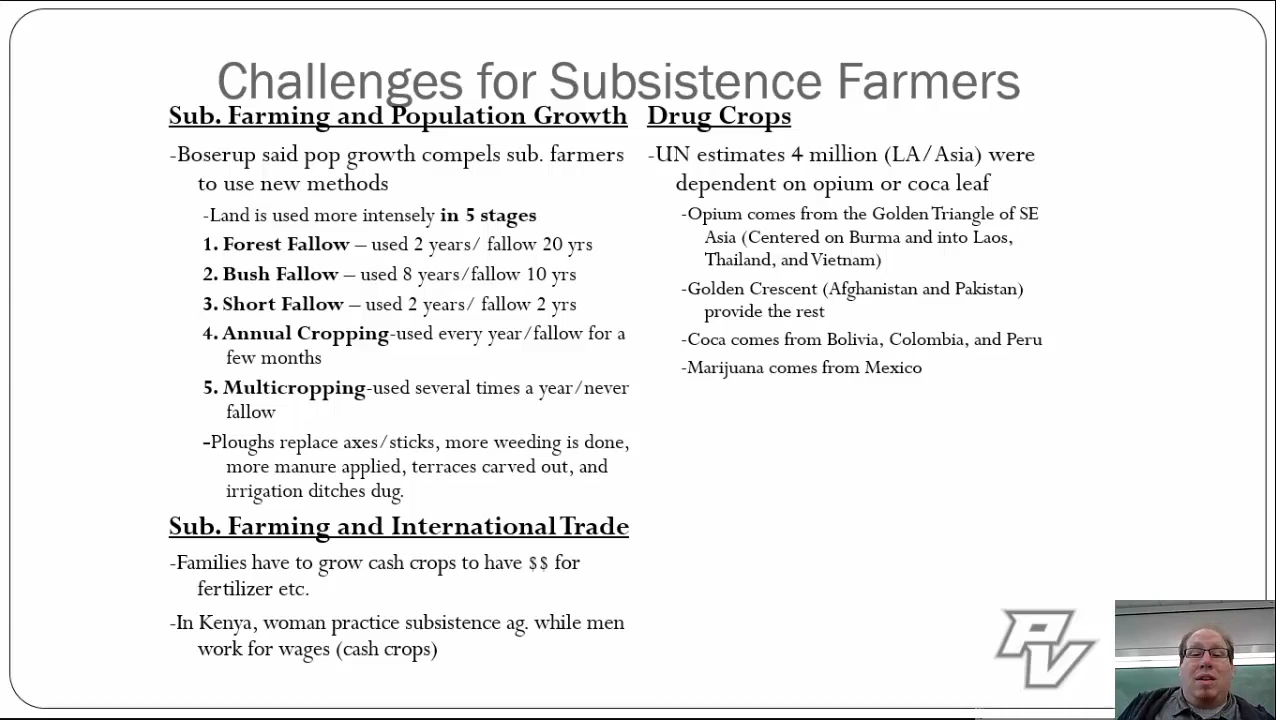 Challenges for Subsistence Farmers
Sub. Farming and Population Growth
-Boserup said pop growth compels sub. farmers
to use new methods
-Land is used more intensely in 5 stages
1. Forest Fallow – used 2 years/ fallow 20 yrs
2. Bush Fallow – used 8 years/fallow 10 yrs
3. Short Fallow – used 2 years/ fallow 2 yrs
4. Annual Cropping-used every year/fallow for a
few months
5. Multicropping-used several times a year/never
fallow
-Ploughs replace axes/sticks, more weeding is done,
more manure applied, terraces carved out, and
irrigation ditches dug.
Sub. Farming and International Trade
-Families have to grow cash crops to have $$ for
fertilizer etc.
-In Kenya, woman practice subsistence ag. while men
work for wages (cash crops)
Drug Crops
-UN estimates 4 million (LA/Asia) were
dependent on opium or coca leaf
-Opium comes from the Golden Triangle of SE
Asia (Centered on Burma and into Laos,
Thailand, and Vietnam)
-Golden Crescent (Afghanistan and Pakistan)
provide the rest
-Coca comes from Bolivia, Colombia, and Peru
-Marijuana comes from Mexico
PV